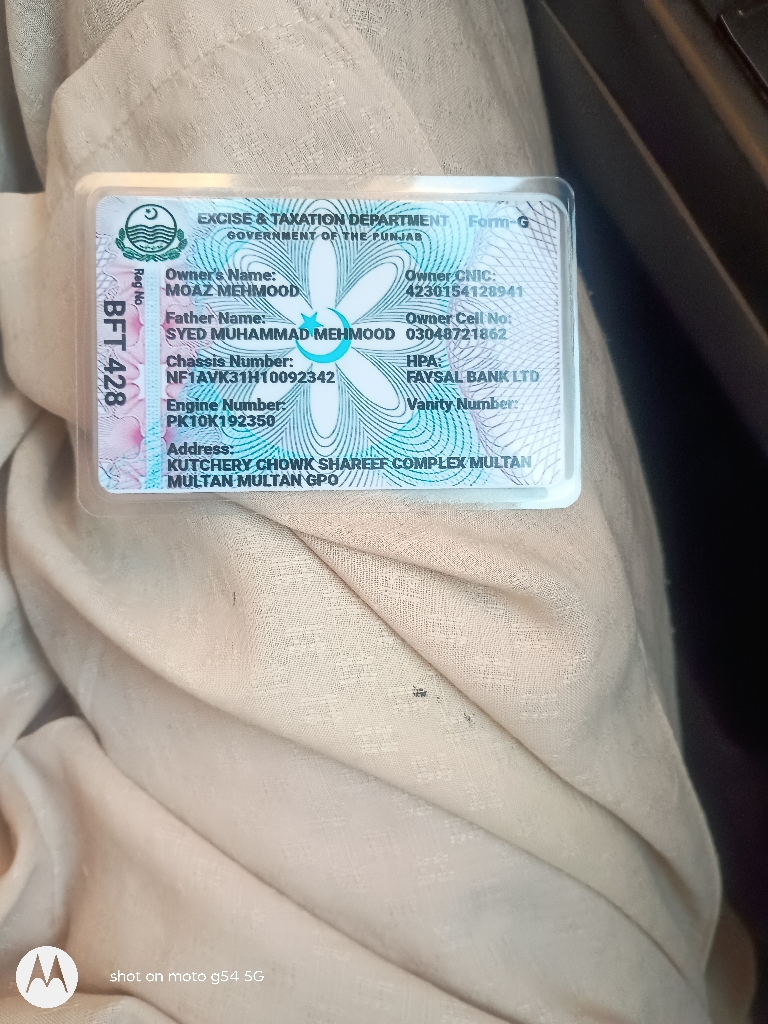 EXCISE & TAXATION DEPARTMENT Form-G
GOVERNMENT OF THE PUNJAB
Reg No
BFT 428
Owner's Name:
MOAZ MEHMOOD
Owner CNIC:
4230154128941
Father Name:
SYED MUHAMMAD MEHMOOD
Owner Cell No:
03048721862
Chassis Number:
NF1AVK31H10092342
HPA:
FAYSAL BANK LTD
Engine Number:
PK10K192350
Vanity Number:
Address:
KUTCHERY CHOWK SHAREEF COMPLEX MULTAN
MULTAN MULTAN GPO
shot on moto g54 5G